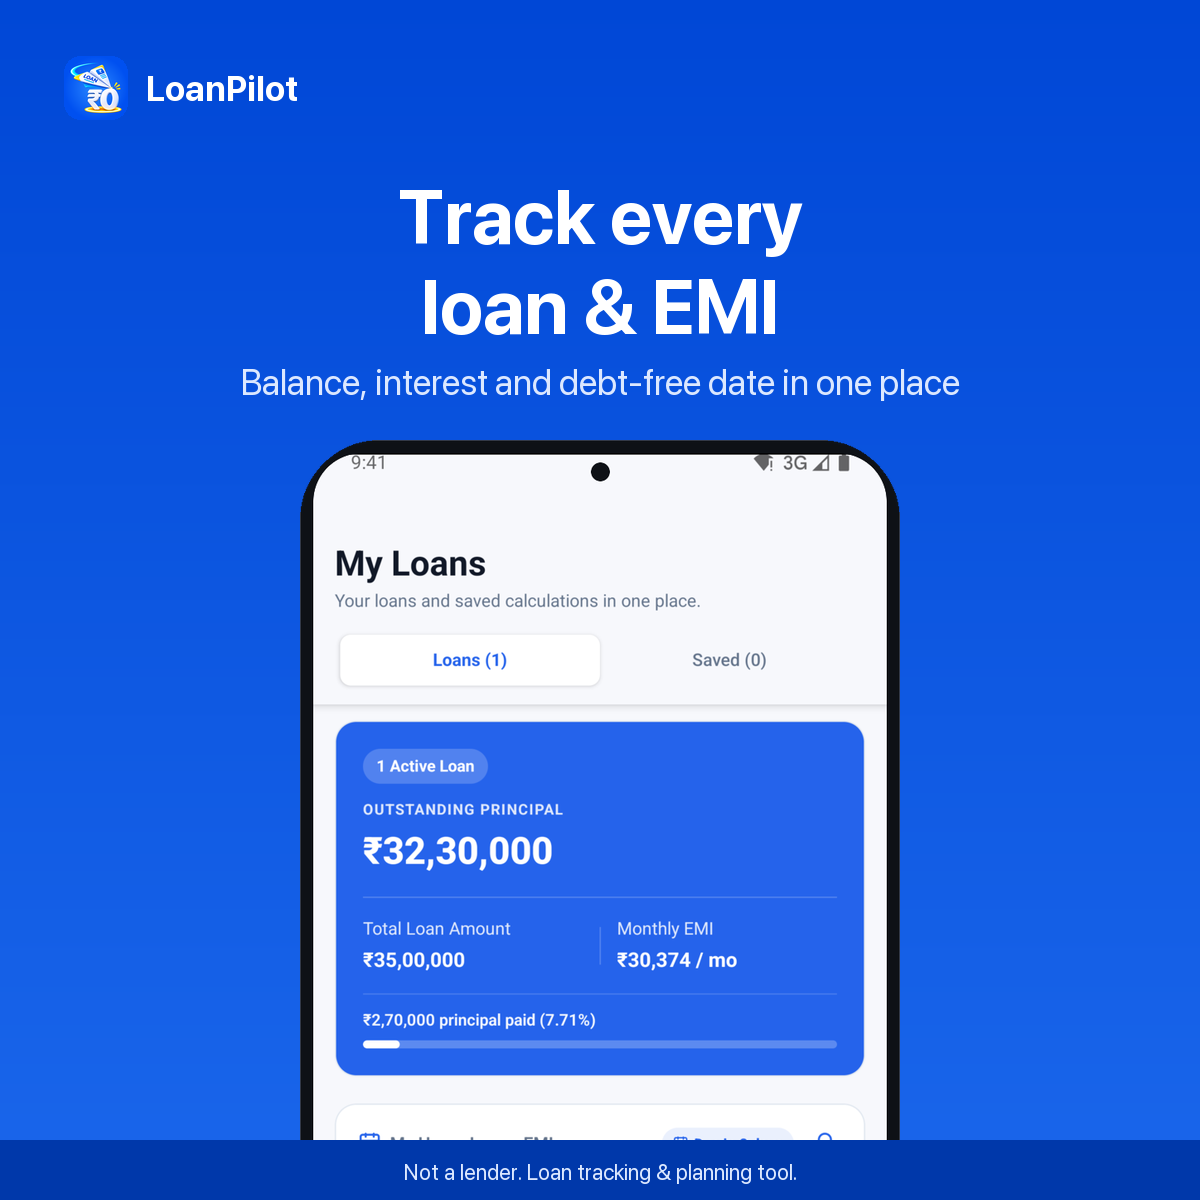 LoanPilot
Track every
loan & EMI
Balance, interest and debt-free date in one place
9:41
3G
My Loans
Your loans and saved calculations in one place.
Loans (1)
Saved (0)
1 Active Loan
OUTSTANDING PRINCIPAL
₹32,30,000
Total Loan Amount
Monthly EMI
₹35,00,000
₹30,374 / mo
₹2,70,000 principal paid (7.71%)
Not a lender. Loan tracking & planning tool.